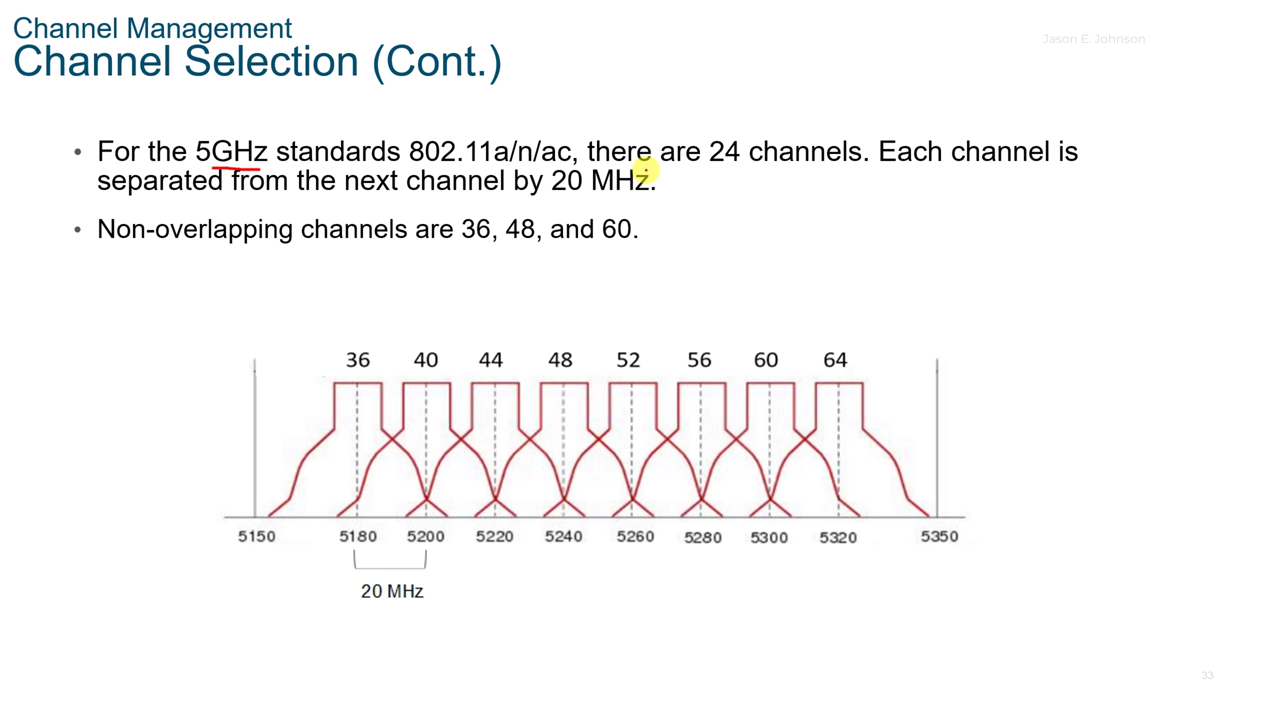 Channel Management
Channel Selection (Cont.)
Jason E. Johnson
• For the 5GHz standards 802.11a/n/ac, there are 24 channels. Each channel is
separated from the next channel by 20 MHz.
• Non-overlapping channels are 36, 48, and 60.
36 40 44 48 52 56 60 64
5150 5180 5200 5220 5240 5260 5280 5300 5320 5350
20 MHz
33